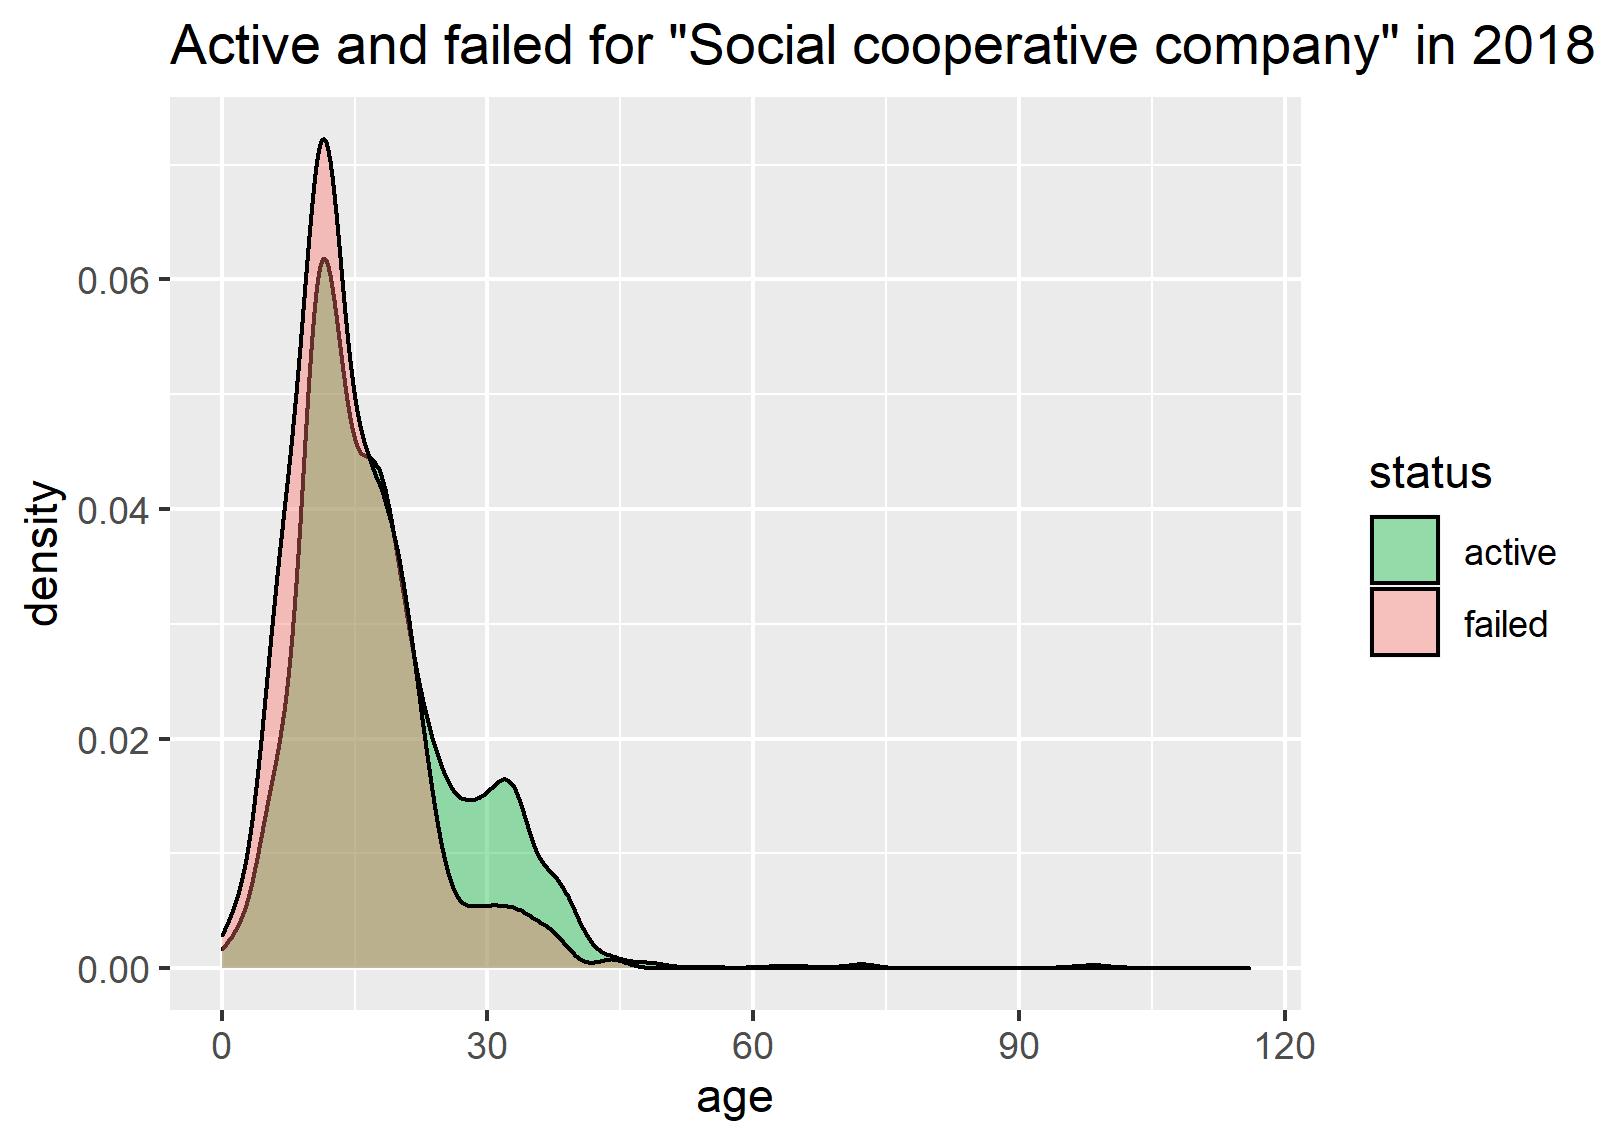 Active and failed for "Social cooperative company" in 2018
density
0.06
0.04
0.02
0.00
0 30 60 90 120
age
status
active
failed